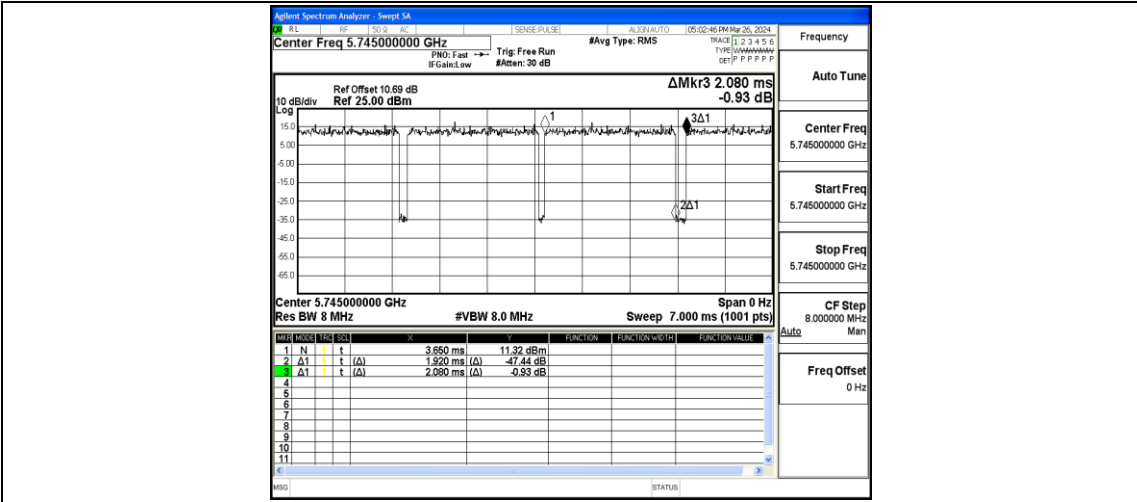 Agilent Spectrum Analyzer - Swept SA
RL RF 50 Ω AC SENSE:PULSE ALIGN AUTO 05:02:46 PM Mar 26, 2024
Center Freq 5.745000000 GHz #Avg Type: RMS TRACE 1 2 3 4 5 6
PNO: Fast Trig: Free Run TYPE WWWWWW
IFGain:Low #Atten: 30 dB DET P P P P P P
Frequency
Auto Tune
Center Freq
5.745000000 GHz
Start Freq
5.745000000 GHz
Stop Freq
5.745000000 GHz
CF Step
8.000000 MHz
Auto Man
Freq Offset
0 Hz
ΔMkr3 2.080 ms
-0.93 dB
Ref Offset 10.69 dB
10 dB/div Ref 25.00 dBm
Log
15.0
5.00
-5.00
-15.0
-25.0
-35.0
-45.0
-55.0
-65.0
1
3Δ1
2Δ1
Center 5.745000000 GHz Span 0 Hz
Res BW 8 MHz #VBW 8.0 MHz Sweep 7.000 ms (1001 pts)
MKR MODE TRC SCL X Y FUNCTION FUNCTION WIDTH FUNCTION VALUE
1 N 1 t 3.650 ms 11.32 dBm
2 Δ1 1 t (Δ) 1.920 ms (Δ) -47.44 dB
3 Δ1 1 t (Δ) 2.080 ms (Δ) -0.93 dB
4
5
6
7
8
9
10
11
MSG STATUS